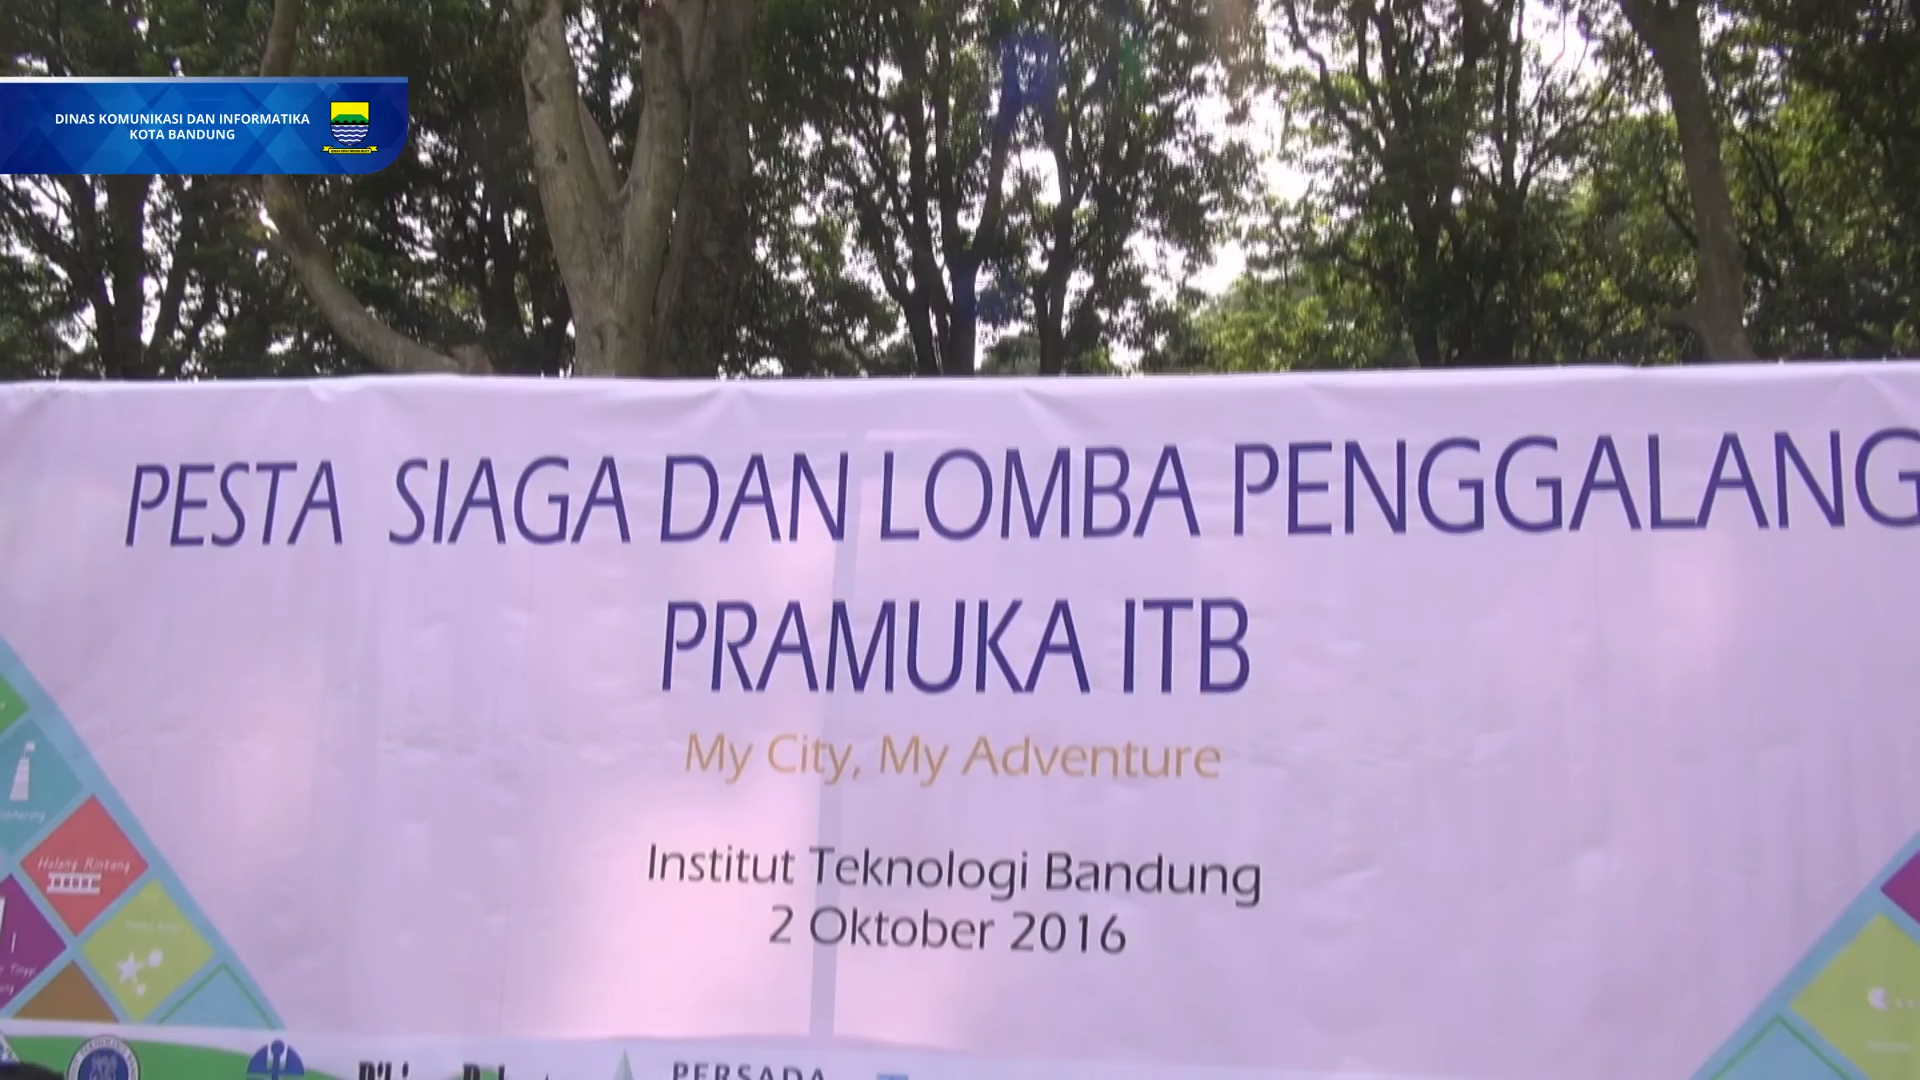 DINAS KOMUNIKASI DAN INFORMATIKA
KOTA BANDUNG
PESTA SIAGA DAN LOMBA PENGGALANG
PRAMUKA ITB
My City, My Adventure
Institut Teknologi Bandung
2 Oktober 2016
Halang Rintang
PERSADA